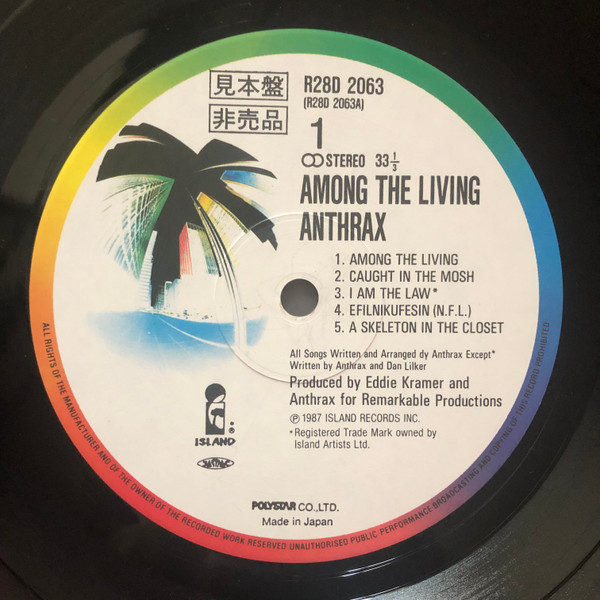 見本盤
非売品
R28D 2063
(R28D 2063A)
1
STEREO 33 1/3
AMONG THE LIVING
ANTHRAX
1. AMONG THE LIVING
2. CAUGHT IN THE MOSH
3. I AM THE LAW*
4. EFILNIKUFESIN (N.F.L.)
5. A SKELETON IN THE CLOSET
All Songs Written and Arranged dy Anthrax Except*
Written by Anthrax and Dan Lilker
Produced by Eddie Kramer and
Anthrax for Remarkable Productions
℗ 1987 ISLAND RECORDS INC.
*Registered Trade Mark owned by
Island Artists Ltd.
ISLAND®
POLYSTAR CO.,LTD.
Made in Japan
ALL RIGHTS OF THE MANUFACTURER AND OF THE OWNER OF THE RECORDED WORK RESERVED UNAUTHORISED PUBLIC PERFORMANCE BROADCASTING AND COPYING OF THIS RECORD PROHIBITED